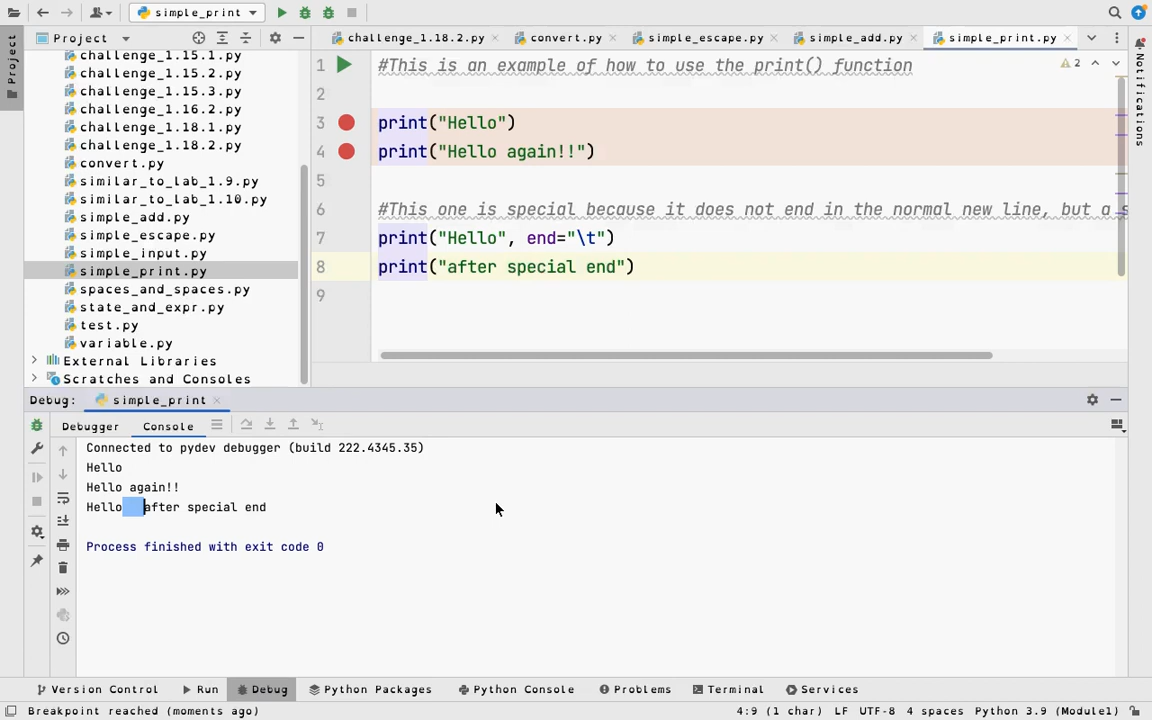 simple_print
Project
Project
challenge_1.18.2.py
convert.py
simple_escape.py
simple_add.py
simple_print.py
challenge_1.15.1.py
challenge_1.15.2.py
challenge_1.15.3.py
challenge_1.16.2.py
challenge_1.18.1.py
challenge_1.18.2.py
convert.py
similar_to_lab_1.9.py
similar_to_lab_1.10.py
simple_add.py
simple_escape.py
simple_input.py
simple_print.py
spaces_and_spaces.py
state_and_expr.py
test.py
variable.py
External Libraries
Scratches and Consoles
1 #This is an example of how to use the print() function
2
2
3 print("Hello")
4 print("Hello again!!")
5
6 #This one is special because it does not end in the normal new line, but a s
7 print("Hello", end="\t")
8 print("after special end")
9
Notifications
Debug: simple_print
Debugger Console
Connected to pydev debugger (build 222.4345.35)
Hello
Hello again!!
Hello after special end
Process finished with exit code 0
Version Control Run Debug Python Packages Python Console Problems Terminal Services
Breakpoint reached (moments ago) 4:9 (1 char) LF UTF-8 4 spaces Python 3.9 (Module1)